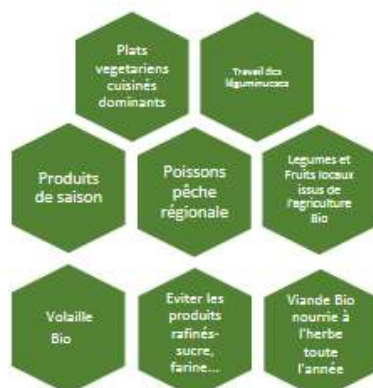 Plats
vegetariens
cuisinés
dominants
Travail des
légumineuses
Produits
de saison
Poissons
pêche
régionale
Legumes et
Fruits locaux
issus de
l'agriculture
Bio
Volaille
Bio
Eviter les
produits
rafinés-
sucre,
farine...
Viande Bio
nourrie à
l'herbe
toute
l'année